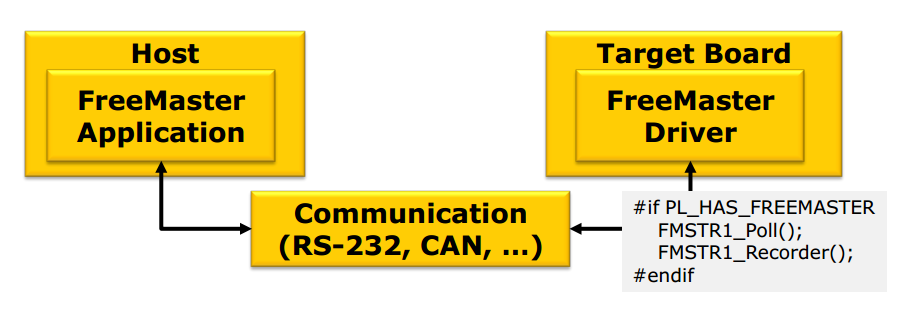 Host
FreeMaster
Application
Target Board
FreeMaster
Driver
Communication
(RS-232, CAN, …)
#if PL_HAS_FREEMASTER
FMSTR1_Poll();
FMSTR1_Recorder();
#endif